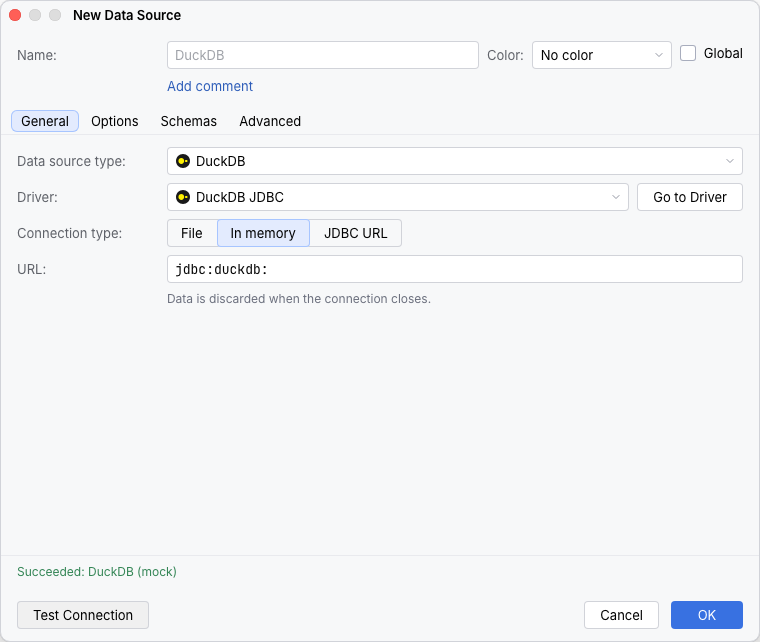 New Data Source
Name: DuckDB Color: No color Global
Add comment
General Options Schemas Advanced
Data source type: DuckDB
Driver: DuckDB JDBC Go to Driver
Connection type: File In memory JDBC URL
URL: jdbc:duckdb:
Data is discarded when the connection closes.
Succeeded: DuckDB (mock)
Test Connection Cancel OK